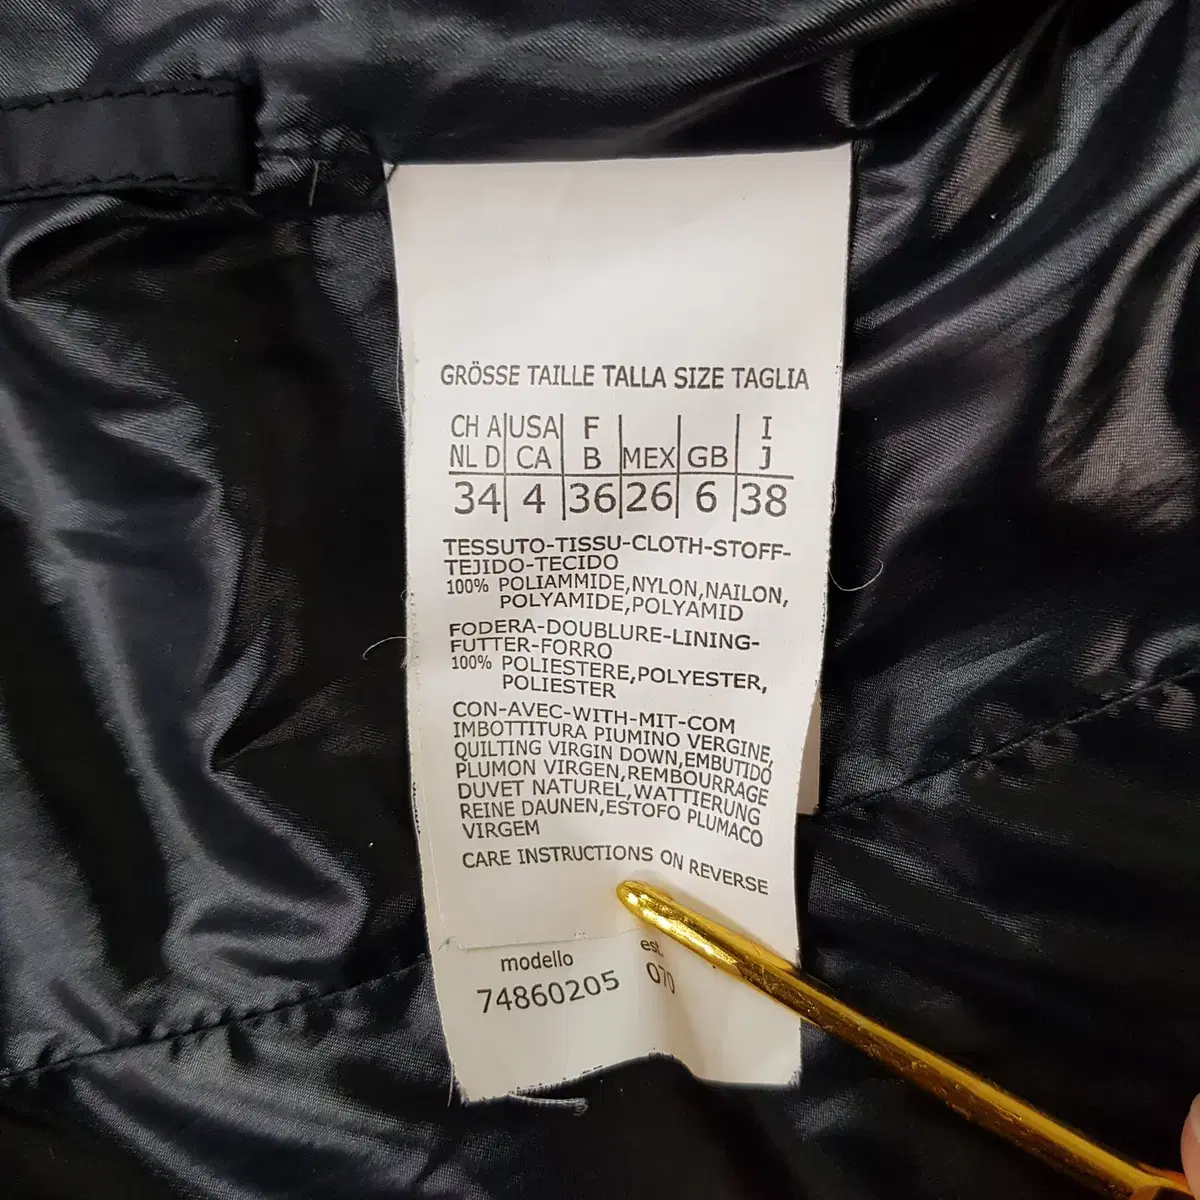 GRÖSSE TAILLE TALLA SIZE TAGLIA
CH A USA F MEX GB I
NL D CA B J
34 4 36 26 6 38
TESSUTO-TISSU-CLOTH-STOFF-
TEJIDO-TECIDO
100% POLIAMMIDE,NYLON,NAILON,
POLYAMIDE,POLYAMID
FODERA-DOUBLURE-LINING-
FUTTER-FORRO
100% POLIESTERE,POLYESTER,
POLIESTER
CON-AVEC-WITH-MIT-COM
IMBOTTITURA PIUMINO VERGINE,
QUILTING VIRGIN DOWN,EMBUTIDO
PLUMON VIRGEN,REMBOURRAGE
DUVET NATUREL,WATTIERUNG
REINE DAUNEN,ESTOFO PLUMACO
VIRGEM
CARE INSTRUCTIONS ON REVERSE
modello est.
74860205 070